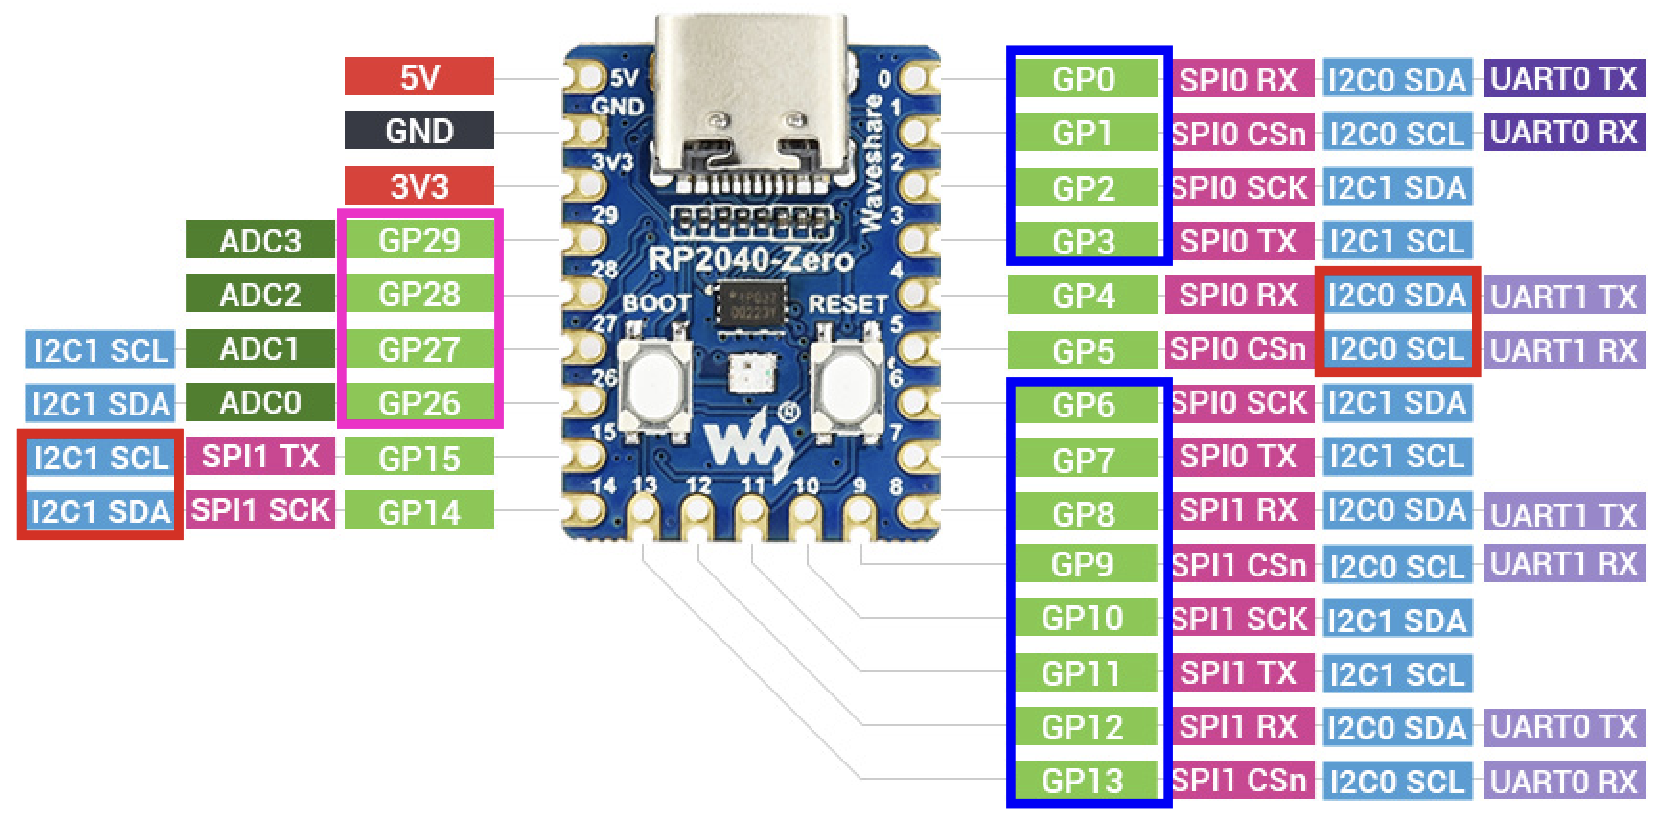 5V
GND
3V3
ADC3 GP29
ADC2 GP28
I2C1 SCL ADC1 GP27
I2C1 SDA ADC0 GP26
I2C1 SCL SPI1 TX GP15
I2C1 SDA SPI1 SCK GP14
5V
GND
3V3
29
28
27
26
15
14
13
12
11
10
9
8
0
1
2
3
4
5
6
7
Waveshare
RP2040-Zero
BOOT
RESET
GP0 SPI0 RX I2C0 SDA UART0 TX
GP1 SPI0 CSn I2C0 SCL UART0 RX
GP2 SPI0 SCK I2C1 SDA
GP3 SPI0 TX I2C1 SCL
GP4 SPI0 RX I2C0 SDA UART1 TX
GP5 SPI0 CSn I2C0 SCL UART1 RX
GP6 SPI0 SCK I2C1 SDA
GP7 SPI0 TX I2C1 SCL
GP8 SPI1 RX I2C0 SDA UART1 TX
GP9 SPI1 CSn I2C0 SCL UART1 RX
GP10 SPI1 SCK I2C1 SDA
GP11 SPI1 TX I2C1 SCL
GP12 SPI1 RX I2C0 SDA UART0 TX
GP13 SPI1 CSn I2C0 SCL UART0 RX